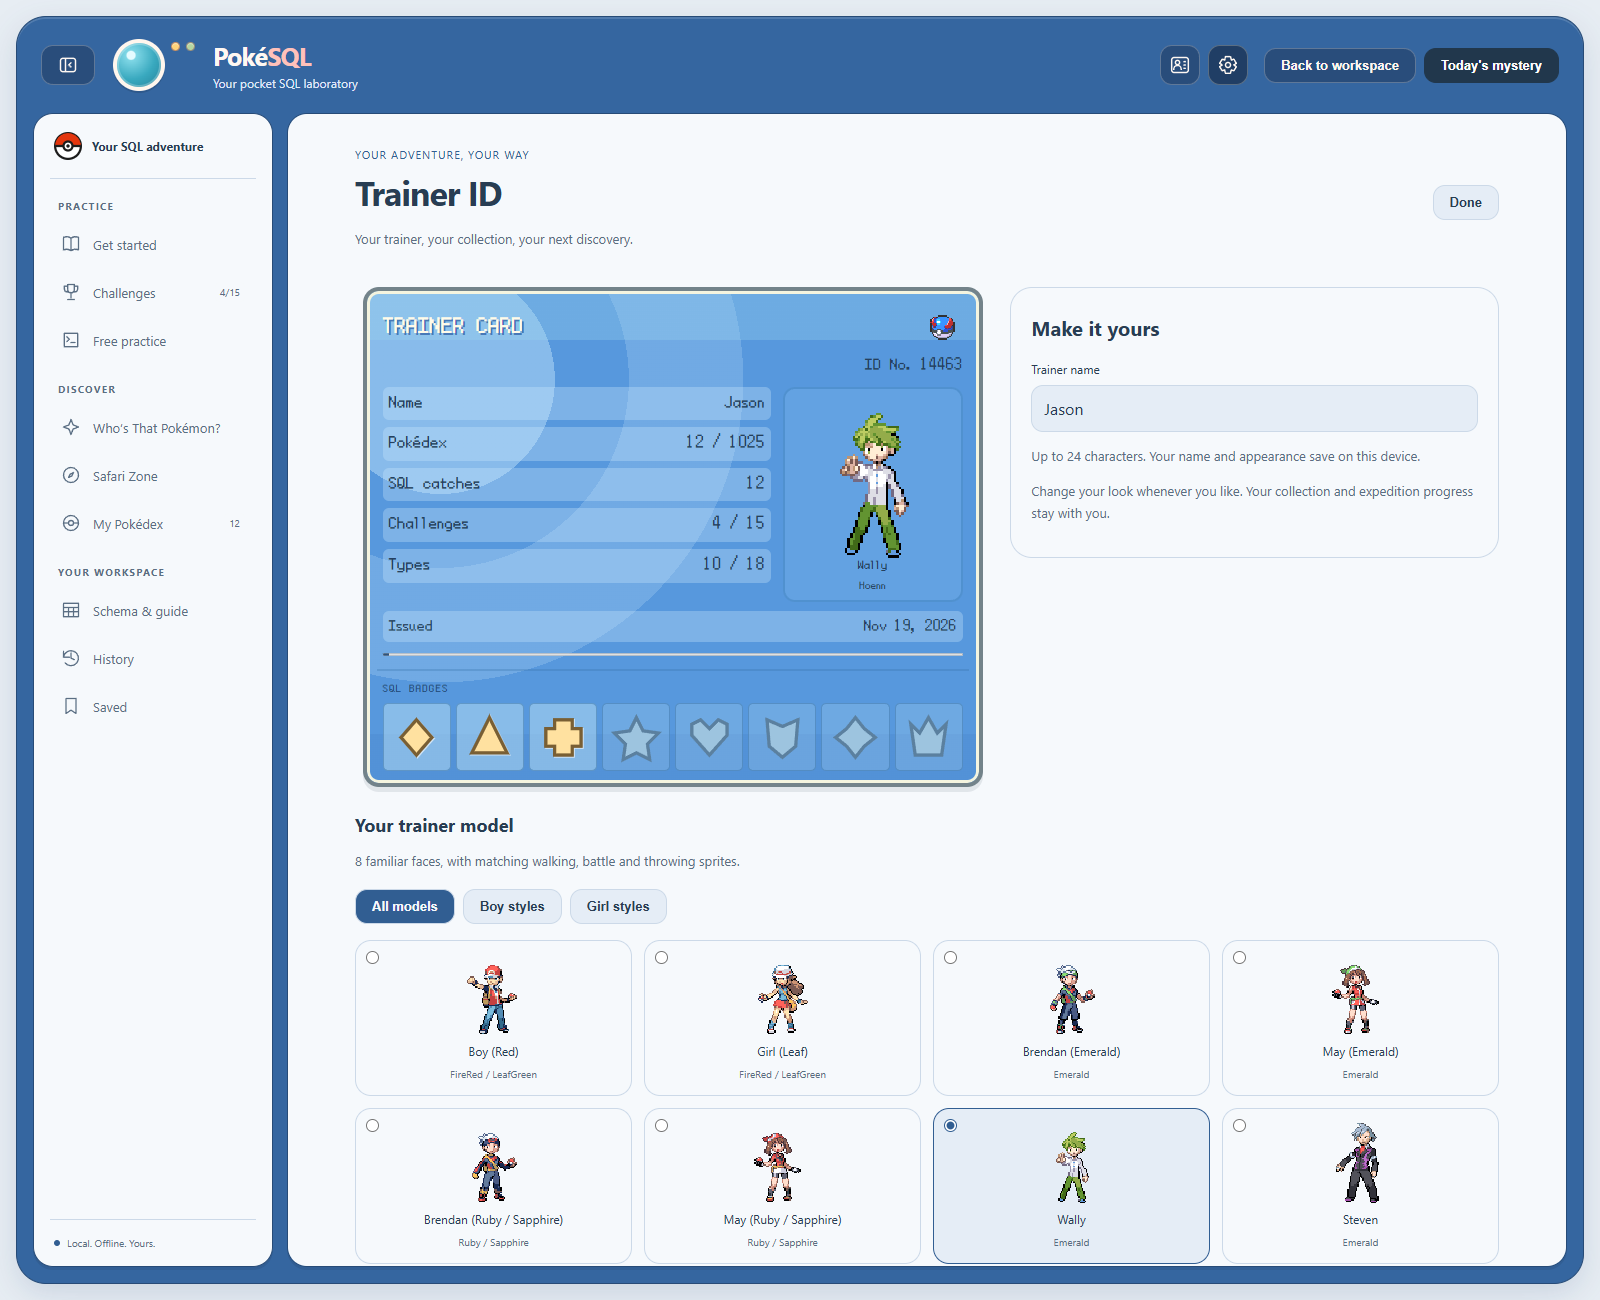 PokéSQL
Your pocket SQL laboratory
Back to workspace
Today's mystery
Your SQL adventure
PRACTICE
Get started
Challenges 4/15
Free practice
DISCOVER
Who's That Pokémon?
Safari Zone
My Pokédex 12
YOUR WORKSPACE
Schema & guide
History
Saved
Local. Offline. Yours.
YOUR ADVENTURE, YOUR WAY
Trainer ID
Your trainer, your collection, your next discovery.
Done
TRAINER CARD
ID No. 14463
Name Jason
Pokédex 12 / 1025
SQL catches 12
Challenges 4 / 15
Types 10 / 18
Wally
Hoenn
Issued Nov 19, 2026
SQL BADGES
Make it yours
Trainer name
Jason
Up to 24 characters. Your name and appearance save on this device.
Change your look whenever you like. Your collection and expedition progress
stay with you.
Your trainer model
8 familiar faces, with matching walking, battle and throwing sprites.
All models
Boy styles
Girl styles
Boy (Red)
FireRed / LeafGreen
Girl (Leaf)
FireRed / LeafGreen
Brendan (Emerald)
Emerald
May (Emerald)
Emerald
Brendan (Ruby / Sapphire)
Ruby / Sapphire
May (Ruby / Sapphire)
Ruby / Sapphire
Wally
Emerald
Steven
Emerald